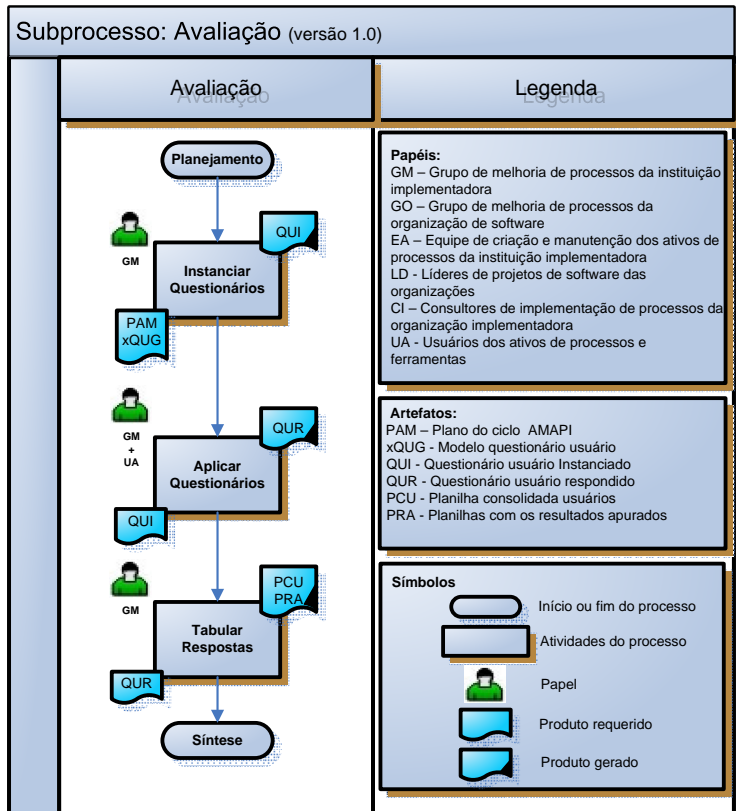 Subprocesso: Avaliação (versão 1.0)
Avaliação
Planejamento
GM
QUI
Instanciar
Questionários
PAM
xQUG
GM
+
UA
QUR
Aplicar
Questionários
QUI
GM
PCU
PRA
Tabular
Respostas
QUR
Síntese
Legenda
Papéis:
GM – Grupo de melhoria de processos da instituição
implementadora
GO – Grupo de melhoria de processos da
organização de software
EA – Equipe de criação e manutenção dos ativos de
processos da instituição implementadora
LD - Líderes de projetos de software das
organizações
CI – Consultores de implementação de processos da
organização implementadora
UA - Usuários dos ativos de processos e
ferramentas
Artefatos:
PAM – Plano do ciclo AMAPI
xQUG - Modelo questionário usuário
QUI - Questionário usuário Instanciado
QUR - Questionário usuário respondido
PCU - Planilha consolidada usuários
PRA - Planilhas com os resultados apurados
Símbolos
Início ou fim do processo
Atividades do processo
Papel
Produto requerido
Produto gerado